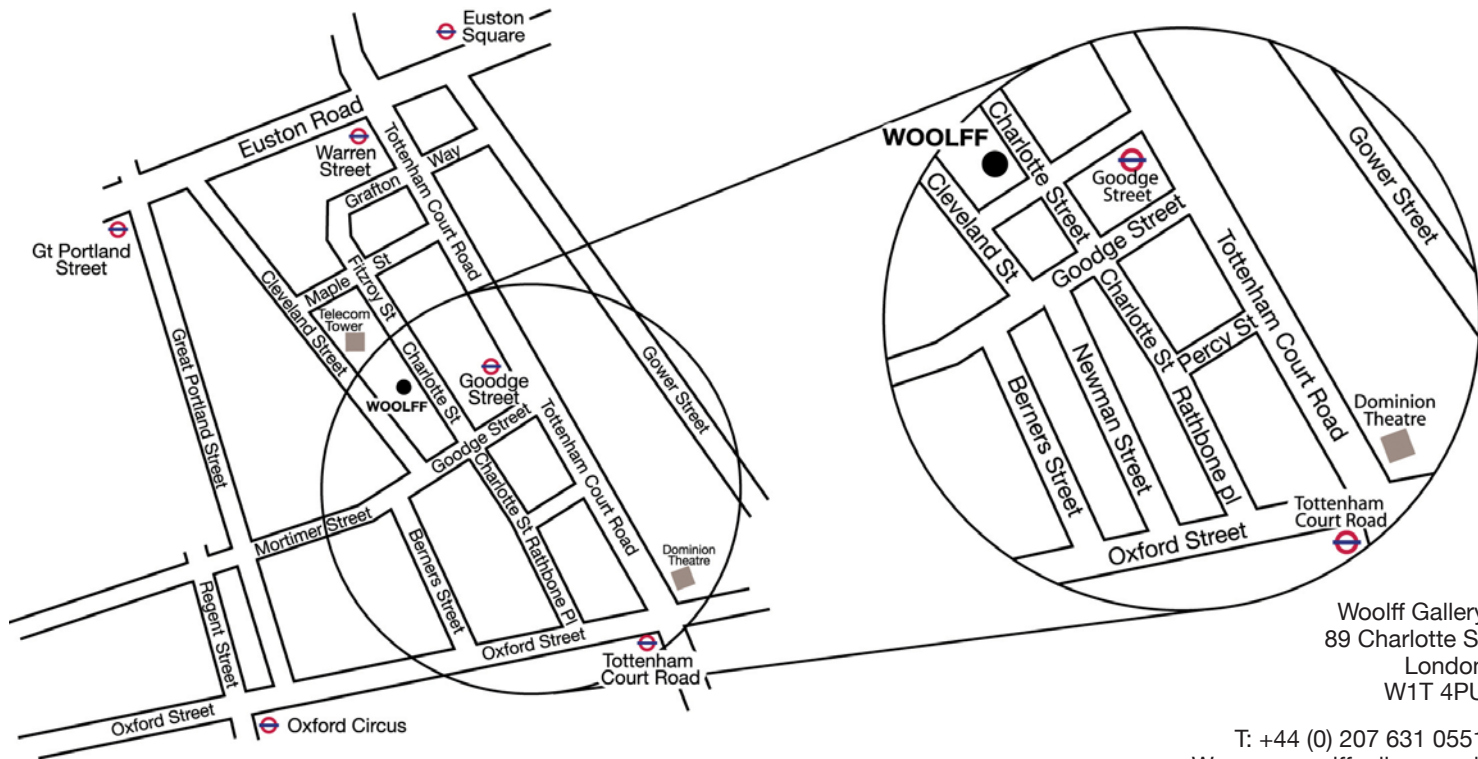 Euston
Square
Euston Road
Warren
Street
Tottenham Court Road
Grafton Way
Gt Portland
Street
Maple St
Fitzroy St
Cleveland Street
Telecom
Tower
Great Portland Street
Charlotte St
WOOLFF
Goodge
Street
Gower Street
Goodge Street
Tottenham Court Road
Charlotte St
Rathbone Pl
Mortimer Street
Berners Street
Regent Street
Dominion
Theatre
Oxford Street
Tottenham
Court Road
Oxford Street
Oxford Circus
WOOLFF
Charlotte Street
Cleveland St
Goodge
Street
Gower Street
Goodge Street
Tottenham Court Road
Charlotte St
Percy St
Newman Street
Berners Street
Rathbone pl
Dominion
Theatre
Tottenham
Court Road
Oxford Street
Woolff Gallery
89 Charlotte S
London
W1T 4PU
T: +44 (0) 207 631 0551